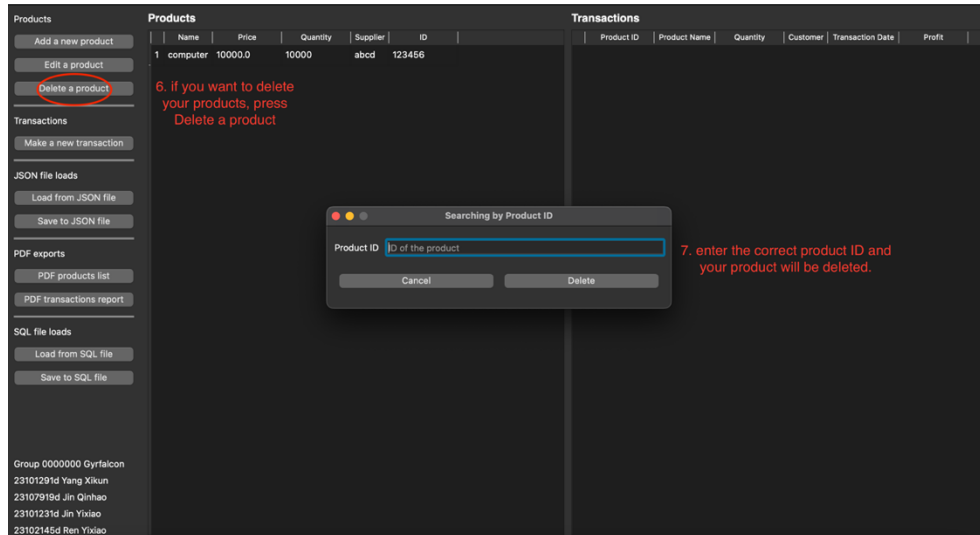 Products
Add a new product
Edit a product
Delete a product
Transactions
Make a new transaction
JSON file loads
Load from JSON file
Save to JSON file
PDF exports
PDF products list
PDF transactions report
SQL file loads
Load from SQL file
Save to SQL file
Group 0000000 Gyrfalcon
23101291d Yang Xikun
23107919d Jin Qinhao
23101231d Jin Yixiao
23102145d Ren Yixiao
Products
Name Price Quantity Supplier ID
1 computer 10000.0 10000 abcd 123456
6. if you want to delete
your products, press
Delete a product
Searching by Product ID
Product ID ID of the product
Cancel Delete
Transactions
Product ID Product Name Quantity Customer Transaction Date Profit
7. enter the correct product ID and
your product will be deleted.